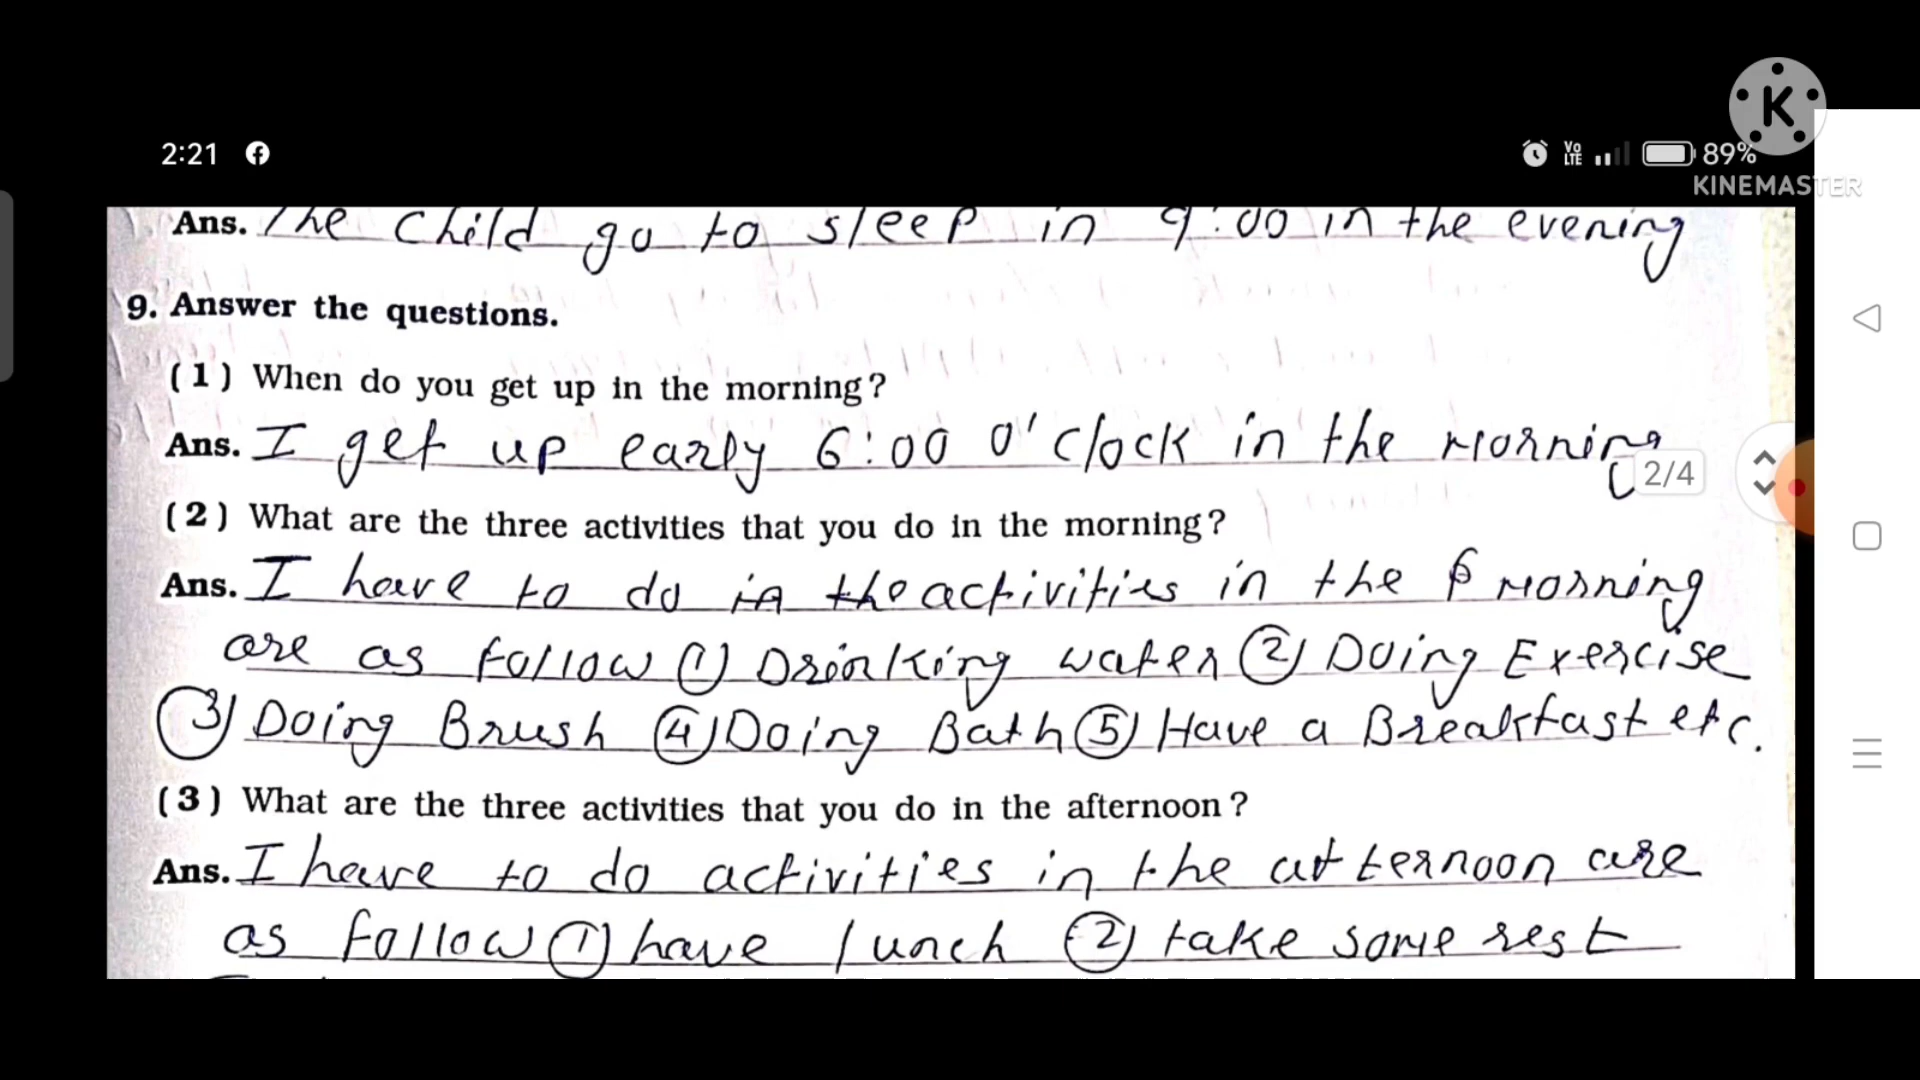 2:21
89%
KINEMASTER
Ans. The child go to sleep in 9:00 in the evening
9. Answer the questions.
(1) When do you get up in the morning?
Ans. I get up early 6:00 O'clock in the morning
2/4
(2) What are the three activities that you do in the morning?
Ans. I have to do in the activities in the morning
are as follow ① Drinking water ② Doing Exercise
③ Doing Brush ④ Doing Bath ⑤ Have a Breakfast etc.
(3) What are the three activities that you do in the afternoon?
Ans. I have to do activities in the afternoon are
as follow ① have lunch ② take some rest